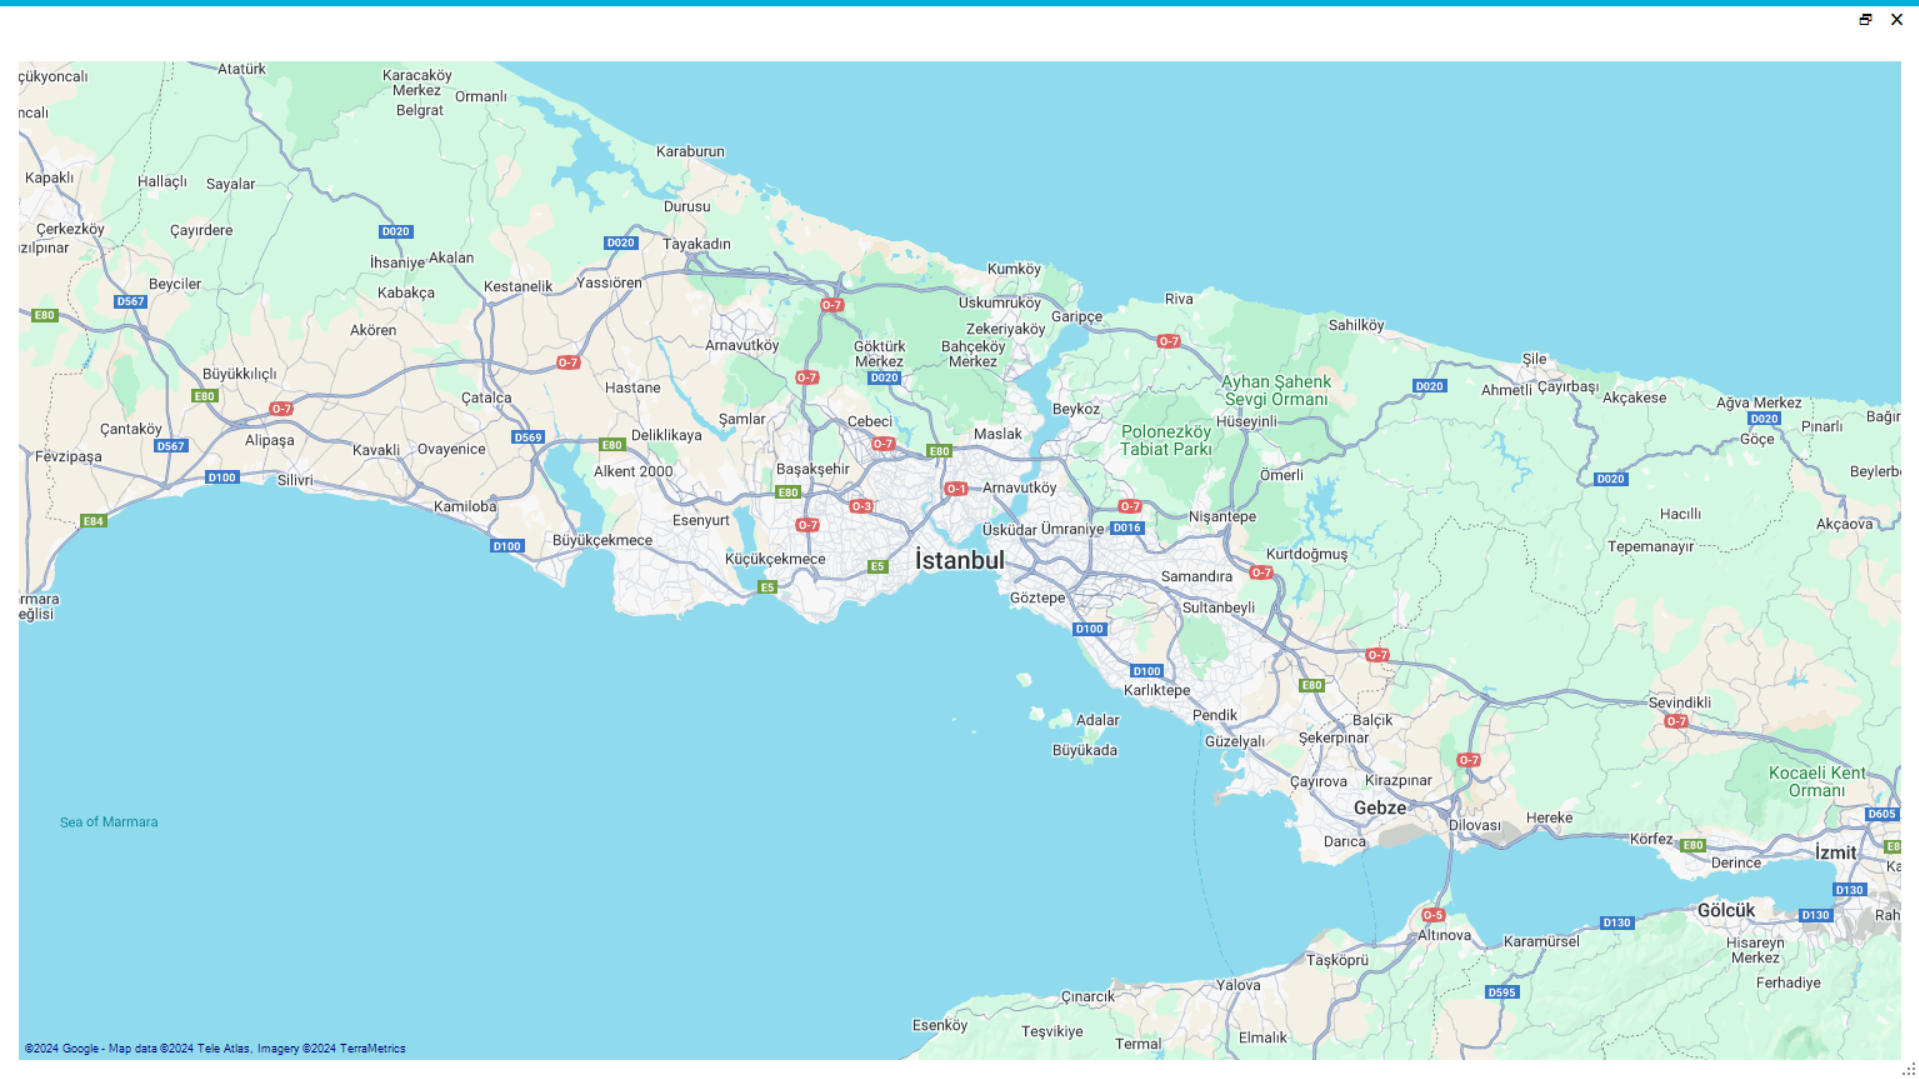 Atatürk
Karacaköy
Merkez
Belgrat
Ormanlı
çükyoncalı
ncalı
Karaburun
Kapaklı
Hallaçlı
Sayalar
Durusu
Çerkezköy
Çayırdere
D020
D020
Tayakadın
zılpınar
İhsaniye
Akalan
Kumköy
Beyciler
Kabakça
Kestanelik
Yassıören
D567
O-7
Uskumruköy
Riva
E80
Garipçe
Akören
Zekeriyaköy
Sahilköy
Arnavutköy
Göktürk
Merkez
Bahçeköy
Merkez
O-7
O-7
Şile
Büyükkılıçlı
O-7
D020
Ayhan Şahenk
Sevgi Ormanı
D020
Ahmetli
Çayırbaşı
Hastane
E80
Çatalca
Akçakese
Ağva Merkez
O-7
Beykoz
D020
Bağır
Çantaköy
Şamlar
Cebeci
Hüseyinli
Pınarlı
Alipaşa
D569
Deliklikaya
Maslak
Polonezköy
Tabiat Parkı
Göçe
D567
Kavakli
Ovayenice
E80
O-7
E80
Fevzipaşa
Alkent 2000
Başakşehir
Ömerli
Beylerb
D100
Silivri
D020
E80
O-1
Arnavutköy
Kamiloba
O-3
O-7
Hacıllı
E84
Esenyurt
O-7
Üsküdar
Ümraniye
D016
Nişantepe
Akçaova
D100
Büyükçekmece
Tepemanayır
Küçükçekmece
E5
İstanbul
Kurtdoğmuş
Samandıra
O-7
E5
Göztepe
Sultanbeyli
rmara
eğlisi
D100
O-7
D100
Karlıktepe
E80
Sevindikli
Adalar
Pendik
Balçık
O-7
Büyükada
Güzelyalı
Şekerpınar
O-7
Çayırova
Kirazpınar
Kocaeli Kent
Ormanı
Gebze
Sea of Marmara
Dilovası
Hereke
D605
Darıca
Körfez
E80
İzmit
E8
Derince
Ka
D130
O-5
Gölcük
D130
Rah
Altınova
D130
Karamürsel
Hisareyn
Merkez
Taşköprü
Yalova
Ferhadiye
Çınarcık
D595
Esenköy
Teşvikiye
Termal
Elmalık
©2024 Google - Map data ©2024 Tele Atlas, Imagery ©2024 TerraMetrics